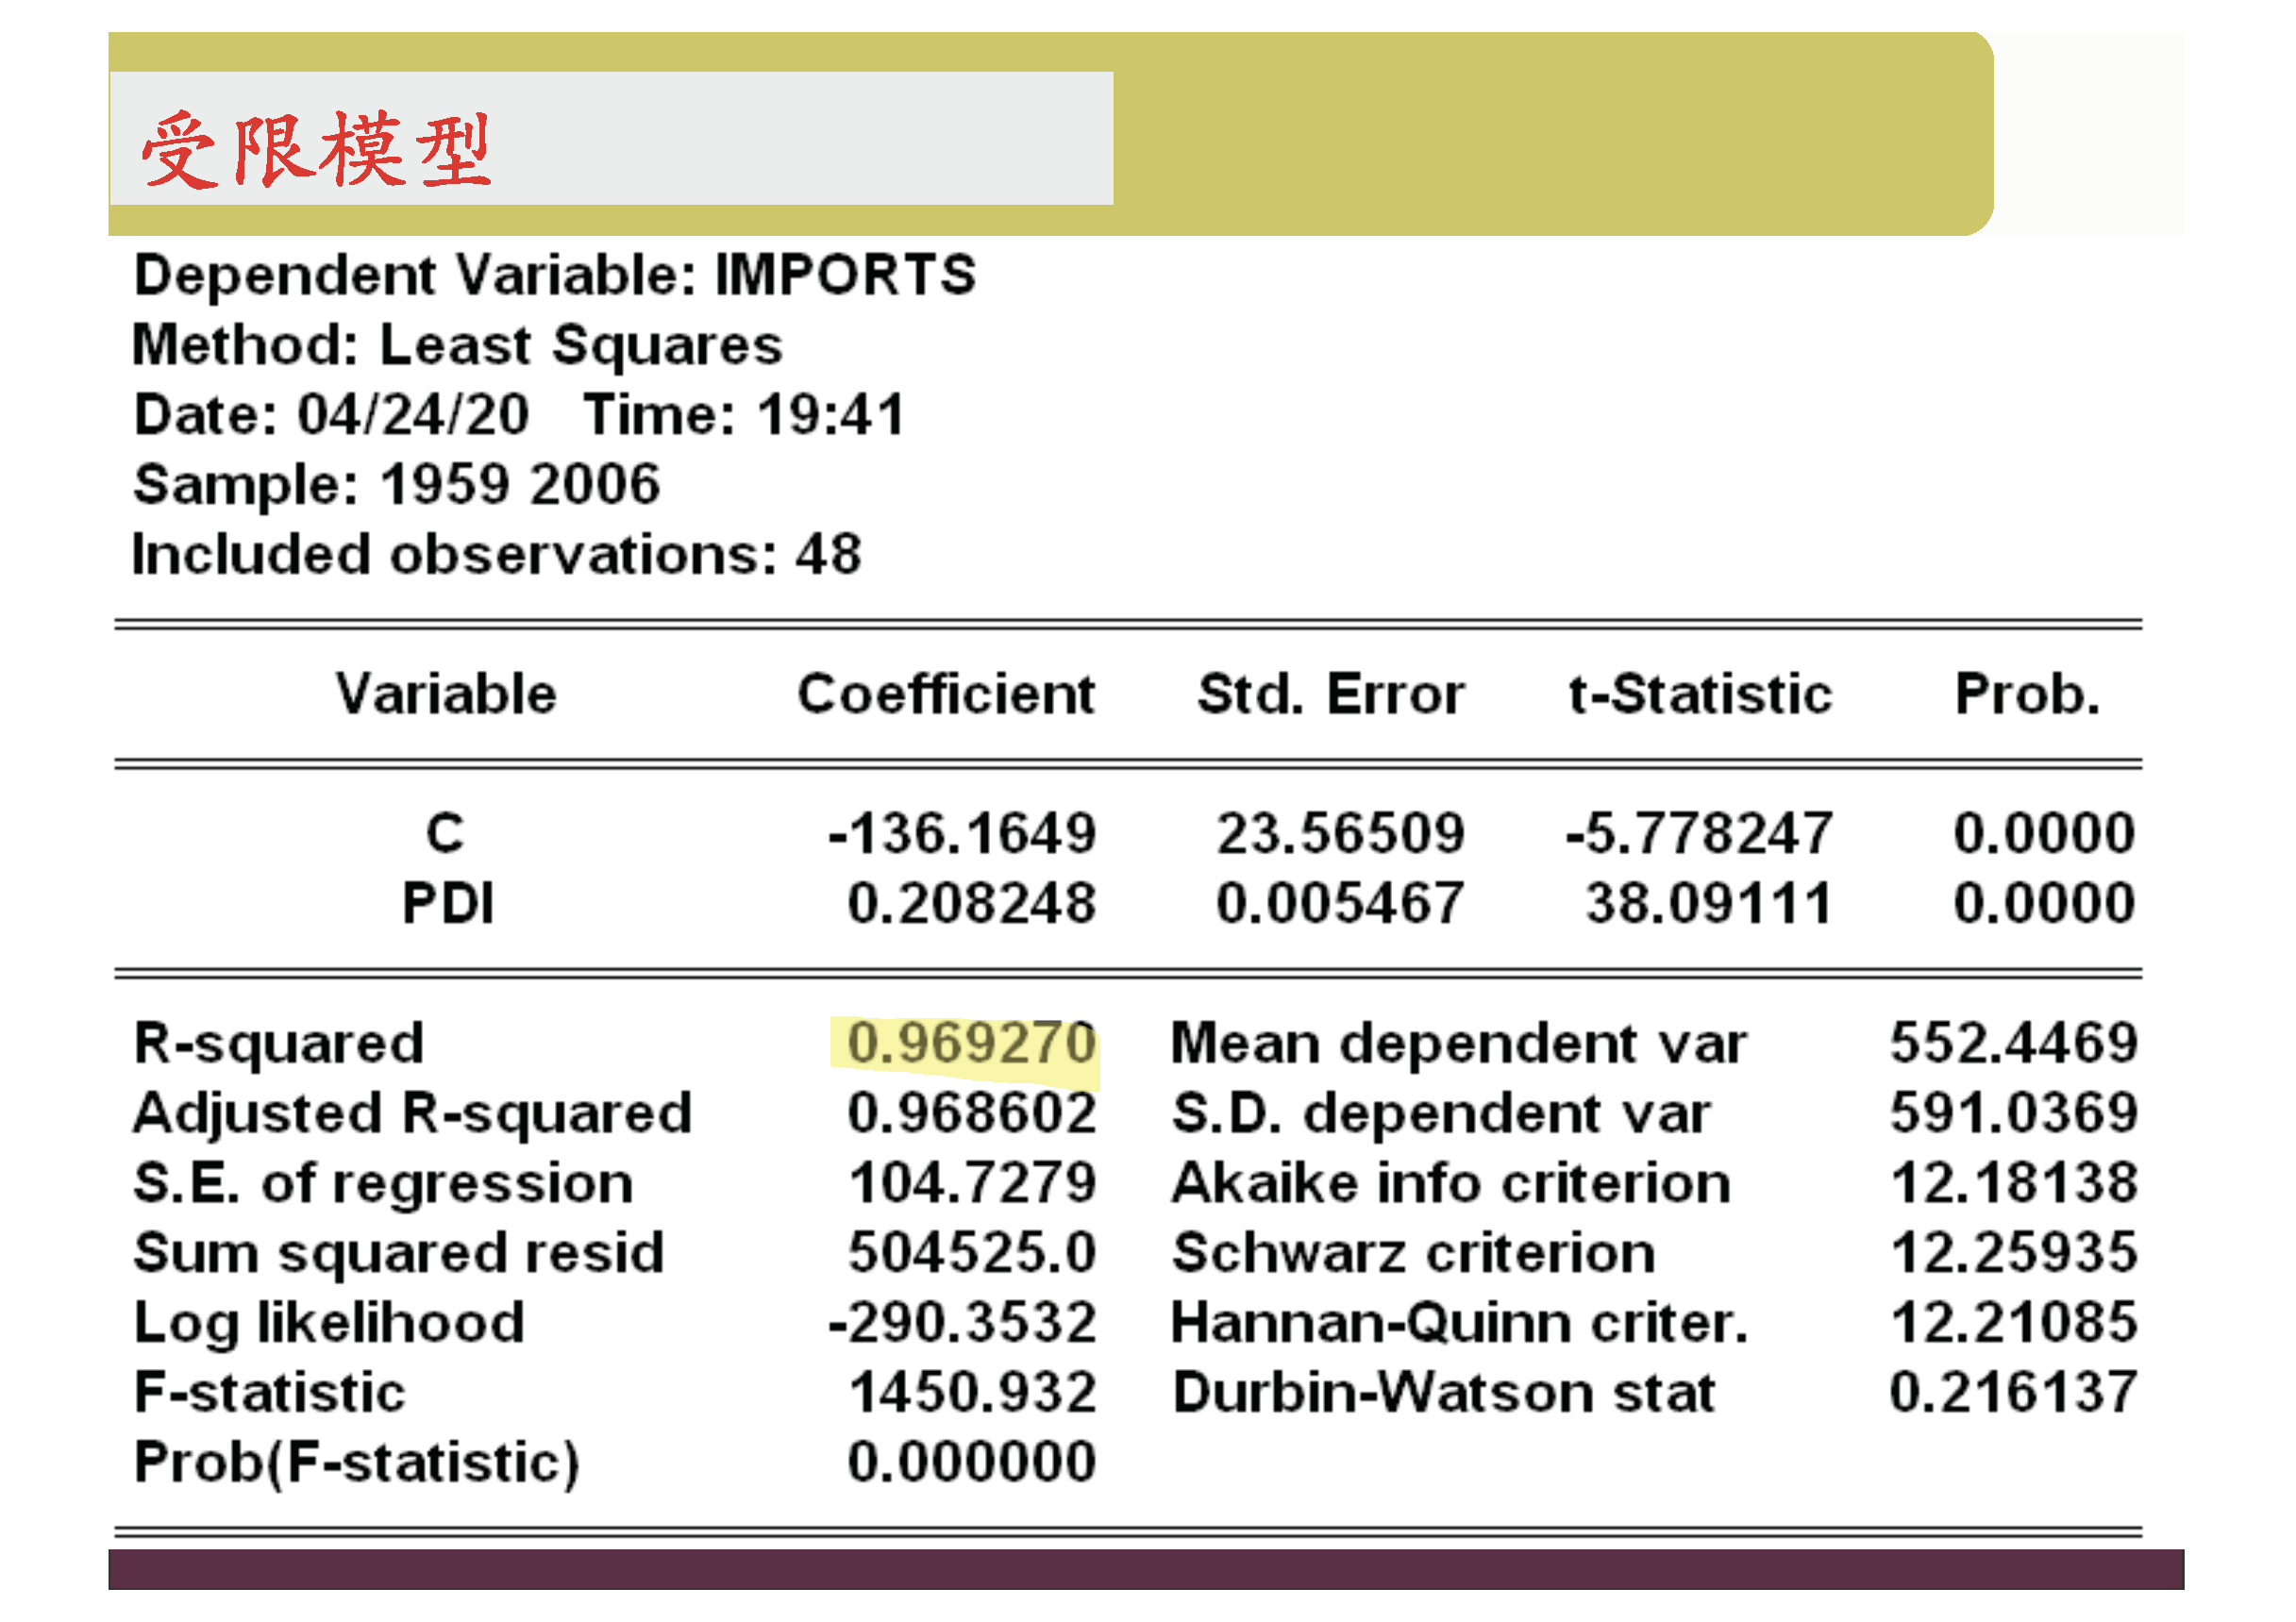 受限模型
Dependent Variable: IMPORTS
Method: Least Squares
Date: 04/24/20 Time: 19:41
Sample: 1959 2006
Included observations: 48
Variable Coefficient Std. Error t-Statistic Prob.
C -136.1649 23.56509 -5.778247 0.0000
PDI 0.208248 0.005467 38.09111 0.0000
R-squared 0.969270 Mean dependent var 552.4469
Adjusted R-squared 0.968602 S.D. dependent var 591.0369
S.E. of regression 104.7279 Akaike info criterion 12.18138
Sum squared resid 504525.0 Schwarz criterion 12.25935
Log likelihood -290.3532 Hannan-Quinn criter. 12.21085
F-statistic 1450.932 Durbin-Watson stat 0.216137
Prob(F-statistic) 0.000000